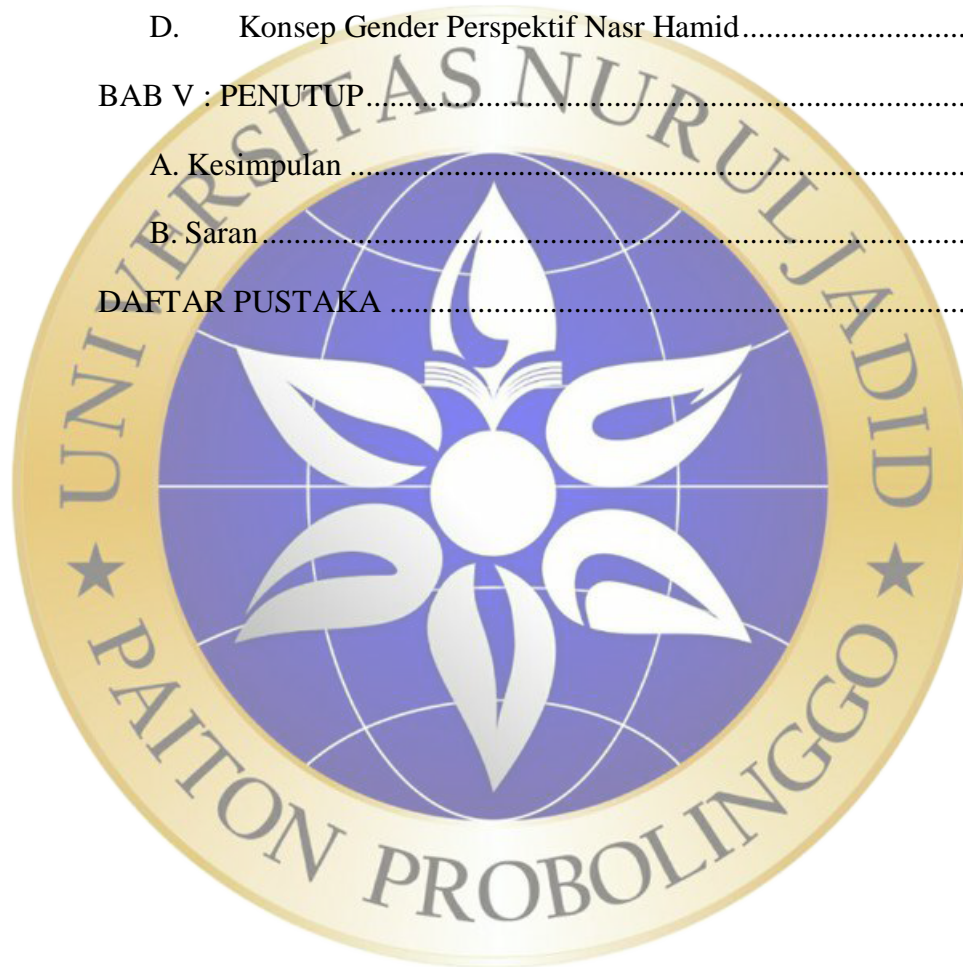 D. Konsep Gender Perspektif Nasr Hamid............................
BAB V : PENUTUP.........................................................................
A. Kesimpulan ...........................................................................
B. Saran.....................................................................................
DAFTAR PUSTAKA .....................................................................
UNIVERSITAS NURUL JADID
★ PAITON PROBOLINGGO ★